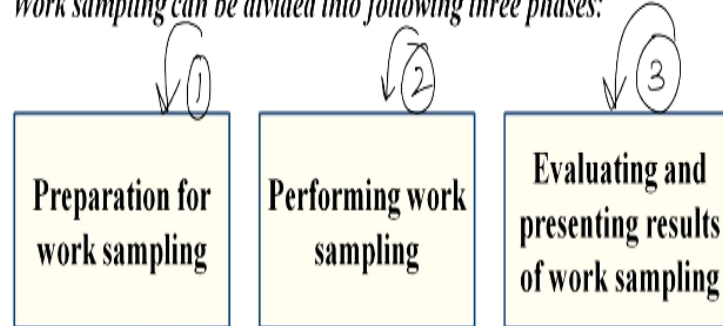 Work sampling can be divided into following three phases:
1 2 3
Preparation for
work sampling
Performing work
sampling
Evaluating and
presenting results
of work sampling